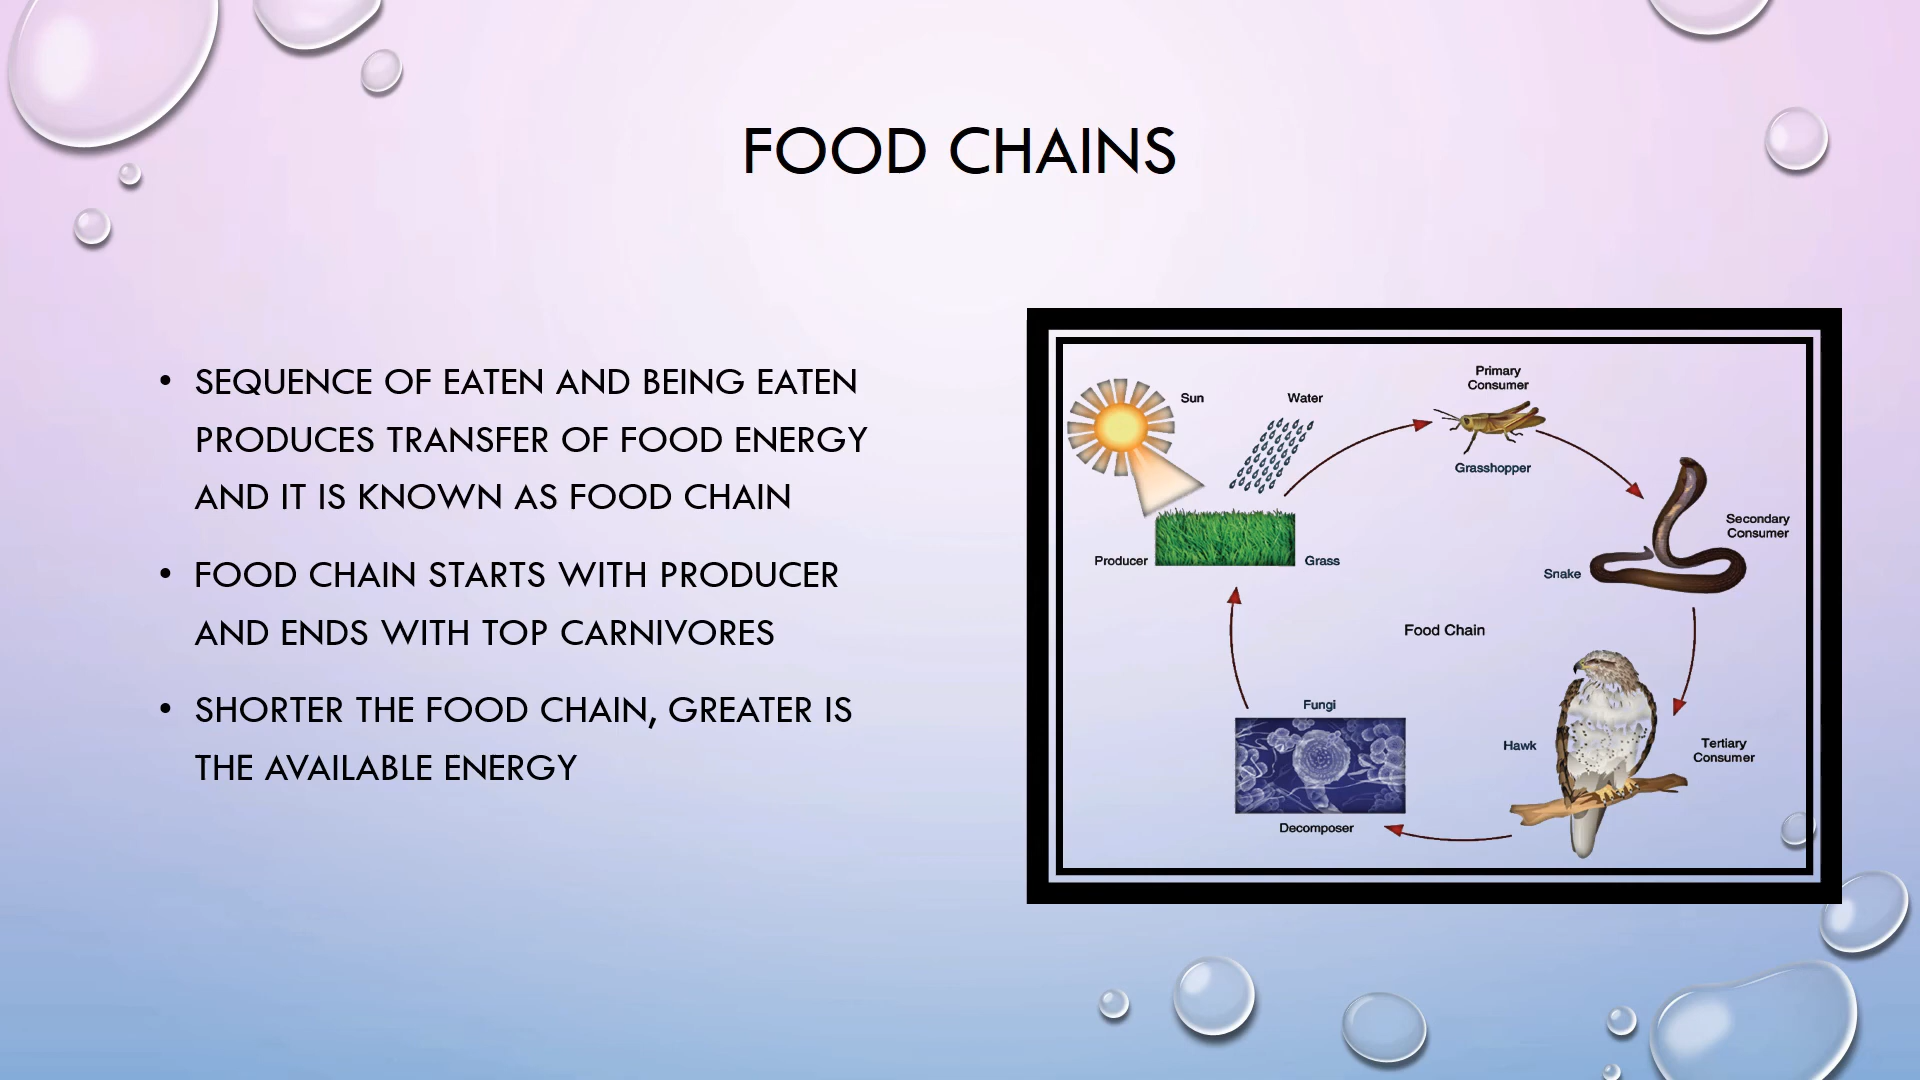 FOOD CHAINS
• SEQUENCE OF EATEN AND BEING EATEN
PRODUCES TRANSFER OF FOOD ENERGY
AND IT IS KNOWN AS FOOD CHAIN
• FOOD CHAIN STARTS WITH PRODUCER
AND ENDS WITH TOP CARNIVORES
• SHORTER THE FOOD CHAIN, GREATER IS
THE AVAILABLE ENERGY
Sun
Water
Primary
Consumer
Grasshopper
Secondary
Consumer
Snake
Producer
Grass
Food Chain
Fungi
Decomposer
Hawk
Tertiary
Consumer